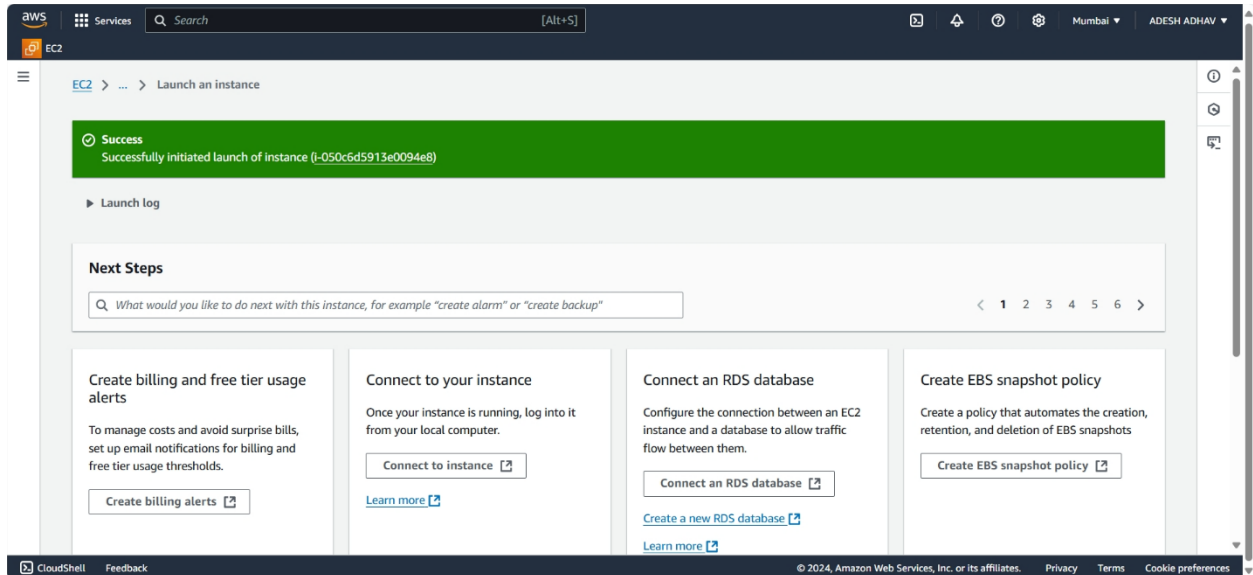 aws
Services
Search
[Alt+S]
Mumbai ▼
ADESH ADHAV ▼
EC2
EC2 > ... > Launch an instance
Success
Successfully initiated launch of instance (i-050c6d5913e0094e8)
Launch log
Next Steps
What would you like to do next with this instance, for example "create alarm" or "create backup"
< 1 2 3 4 5 6 >
Create billing and free tier usage
alerts
To manage costs and avoid surprise bills,
set up email notifications for billing and
free tier usage thresholds.
Create billing alerts
Connect to your instance
Once your instance is running, log into it
from your local computer.
Connect to instance
Learn more
Connect an RDS database
Configure the connection between an EC2
instance and a database to allow traffic
flow between them.
Connect an RDS database
Create a new RDS database
Learn more
Create EBS snapshot policy
Create a policy that automates the creation,
retention, and deletion of EBS snapshots
Create EBS snapshot policy
CloudShell
Feedback
© 2024, Amazon Web Services, Inc. or its affiliates.
Privacy
Terms
Cookie preferences